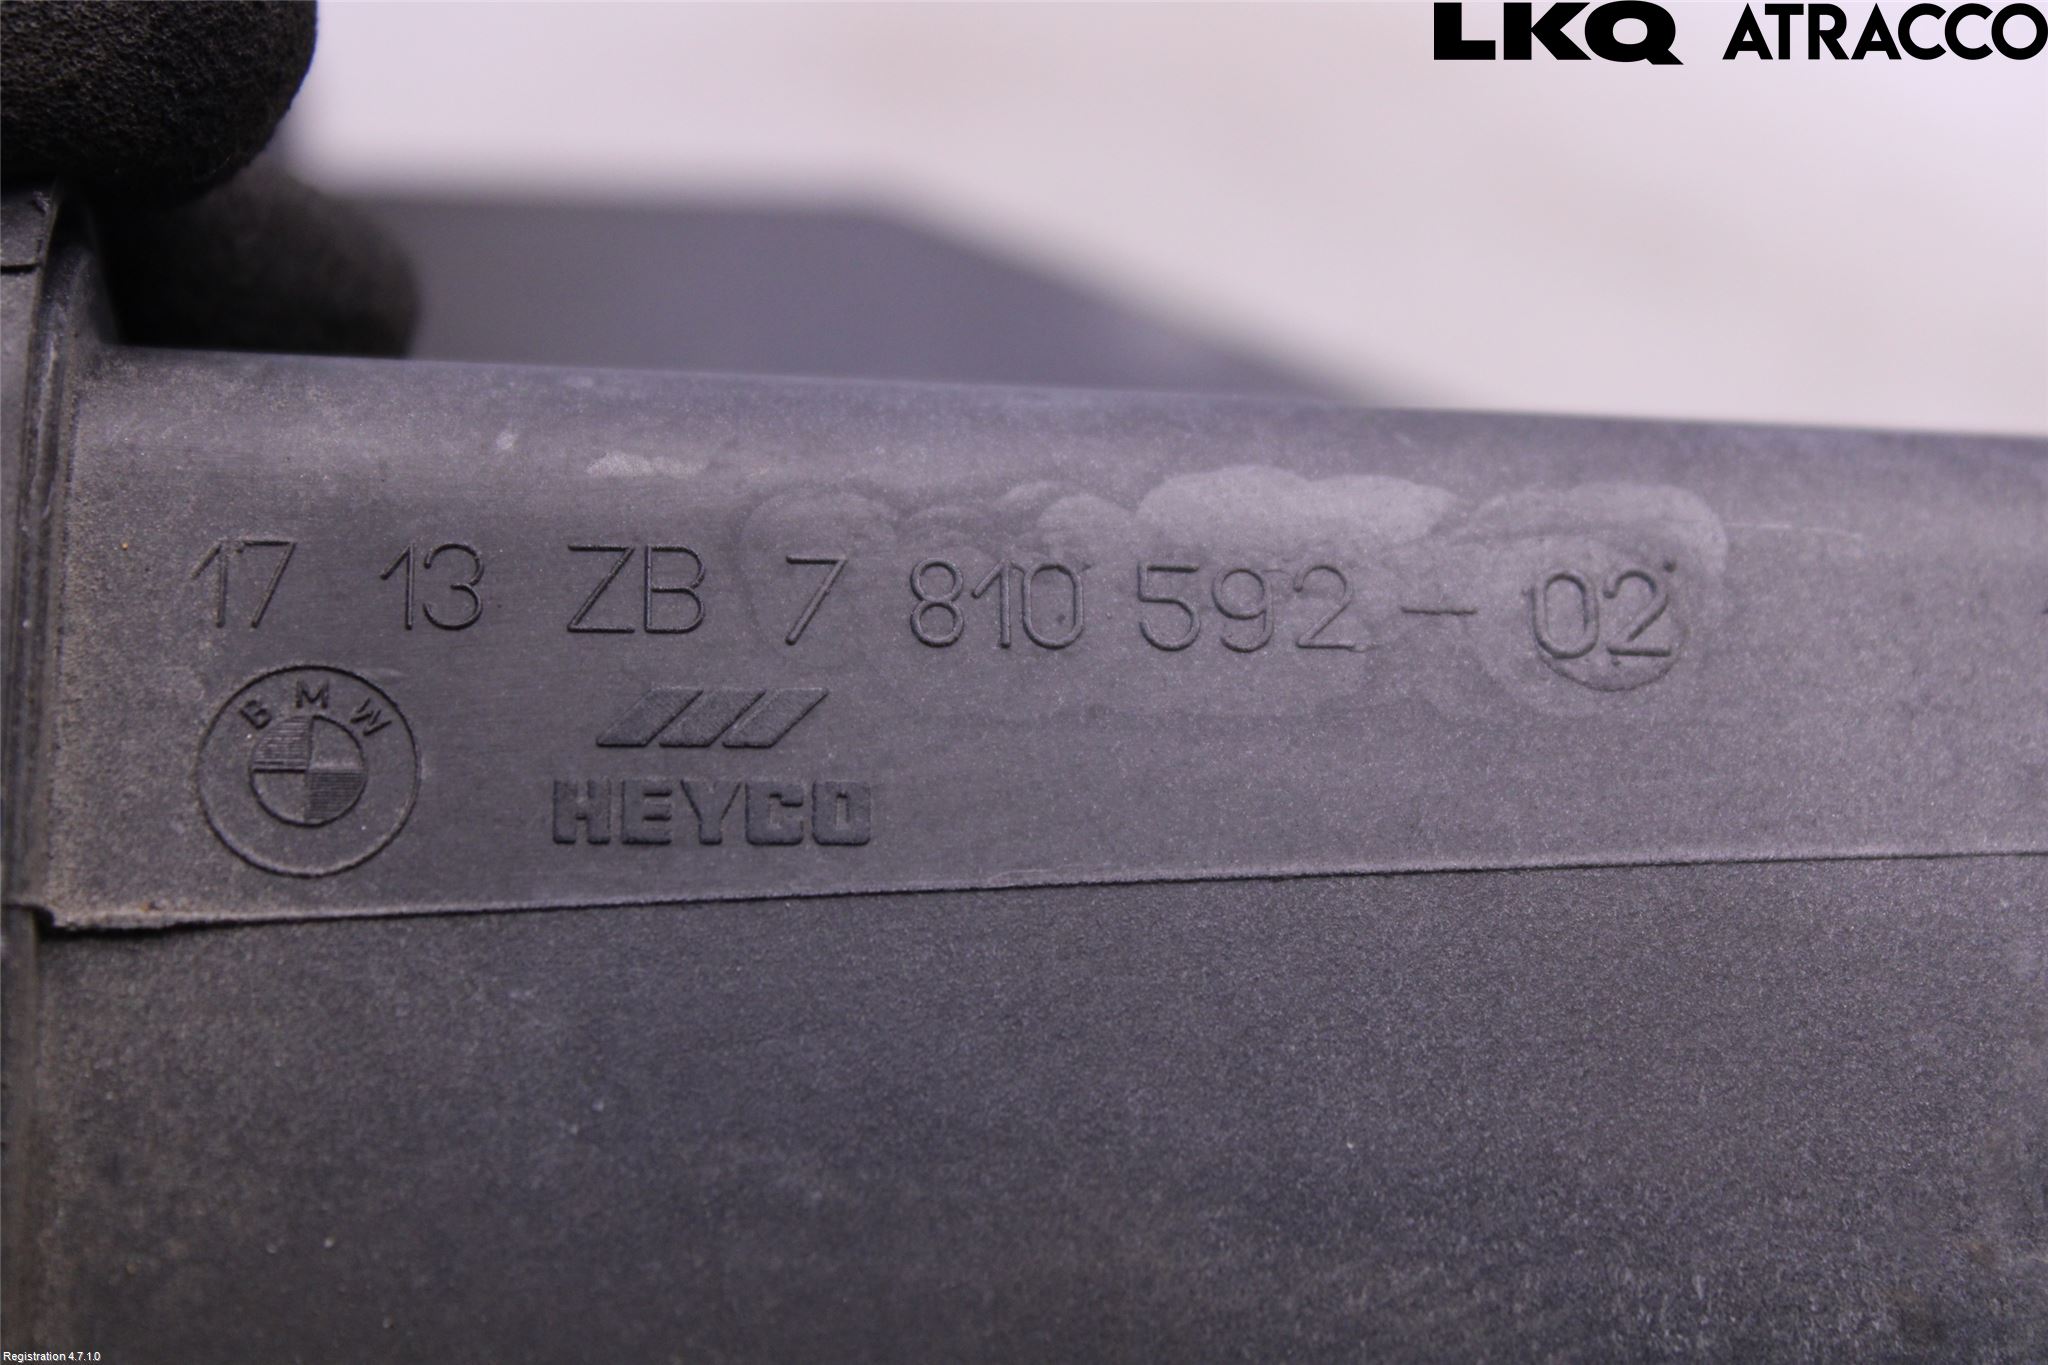 LKQ ATRACCO
17 13 ZB 7 810 592-02
BMW
HEYCO
Registration 4.7.1.0